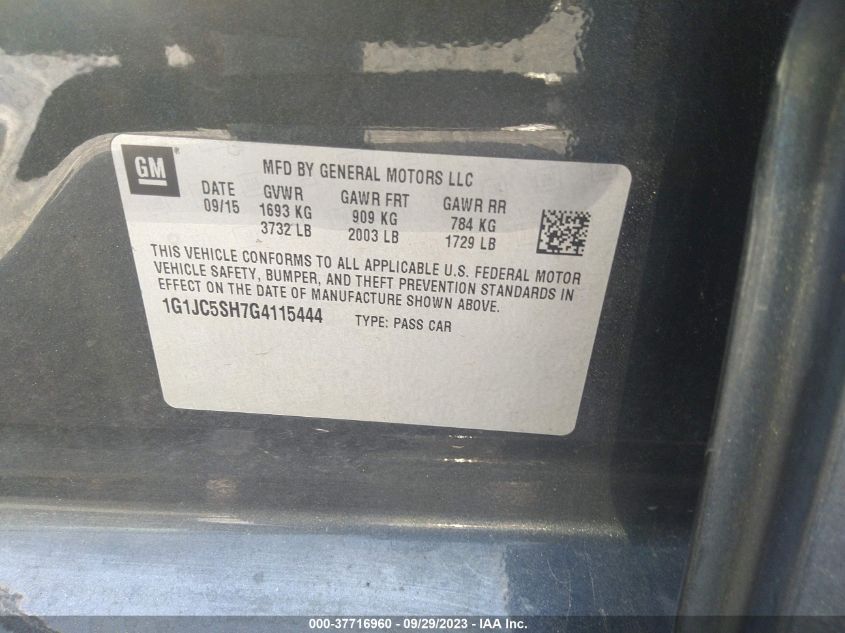 GM®
MFD BY GENERAL MOTORS LLC
DATE GVWR GAWR FRT GAWR RR
09/15 1693 KG 909 KG 784 KG
3732 LB 2003 LB 1729 LB
THIS VEHICLE CONFORMS TO ALL APPLICABLE U.S. FEDERAL MOTOR
VEHICLE SAFETY, BUMPER, AND THEFT PREVENTION STANDARDS IN
EFFECT ON THE DATE OF MANUFACTURE SHOWN ABOVE.
1G1JC5SH7G4115444 TYPE: PASS CAR
000-37716960 - 09/29/2023 - IAA Inc.